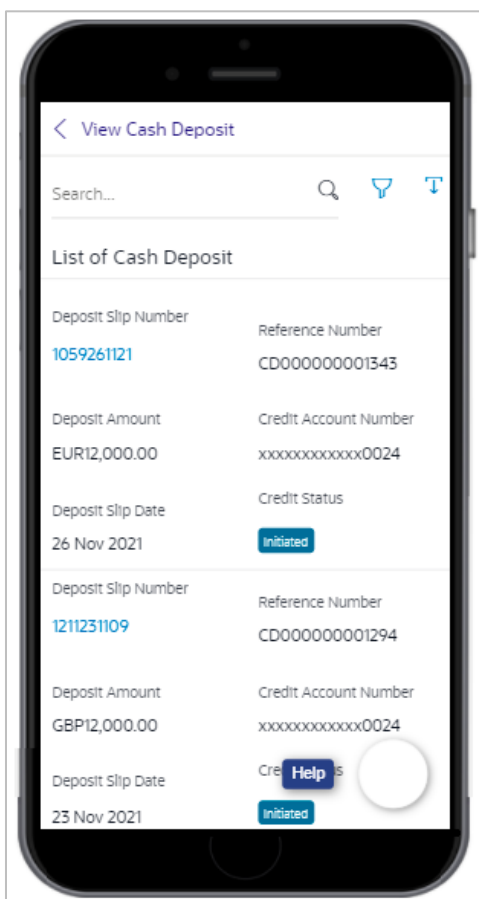 View Cash Deposit
Search...
List of Cash Deposit
Deposit Slip Number
Reference Number
1059261121
CD000000001343
Deposit Amount
Credit Account Number
EUR12,000.00
xxxxxxxxxxxx0024
Deposit Slip Date
Credit Status
26 Nov 2021
Initiated
Deposit Slip Number
Reference Number
1211231109
CD000000001294
Deposit Amount
Credit Account Number
GBP12,000.00
xxxxxxxxxxxx0024
Deposit Slip Date
Help
23 Nov 2021
Initiated